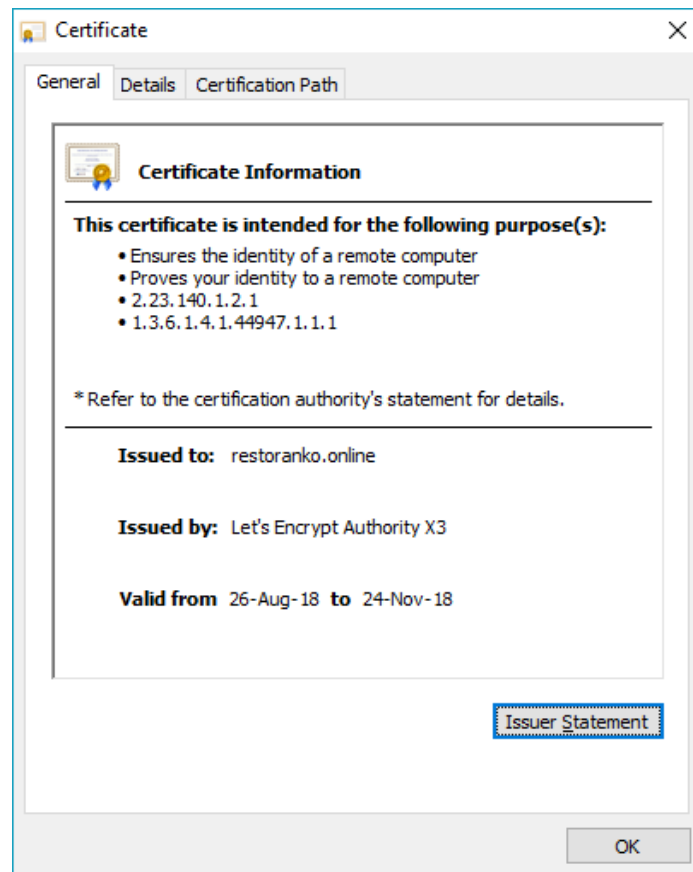 Certificate
General Details Certification Path
Certificate Information
This certificate is intended for the following purpose(s):
• Ensures the identity of a remote computer
• Proves your identity to a remote computer
• 2.23.140.1.2.1
• 1.3.6.1.4.1.44947.1.1.1
* Refer to the certification authority's statement for details.
Issued to: restoranko.online
Issued by: Let's Encrypt Authority X3
Valid from 26-Aug-18 to 24-Nov-18
Issuer Statement
OK